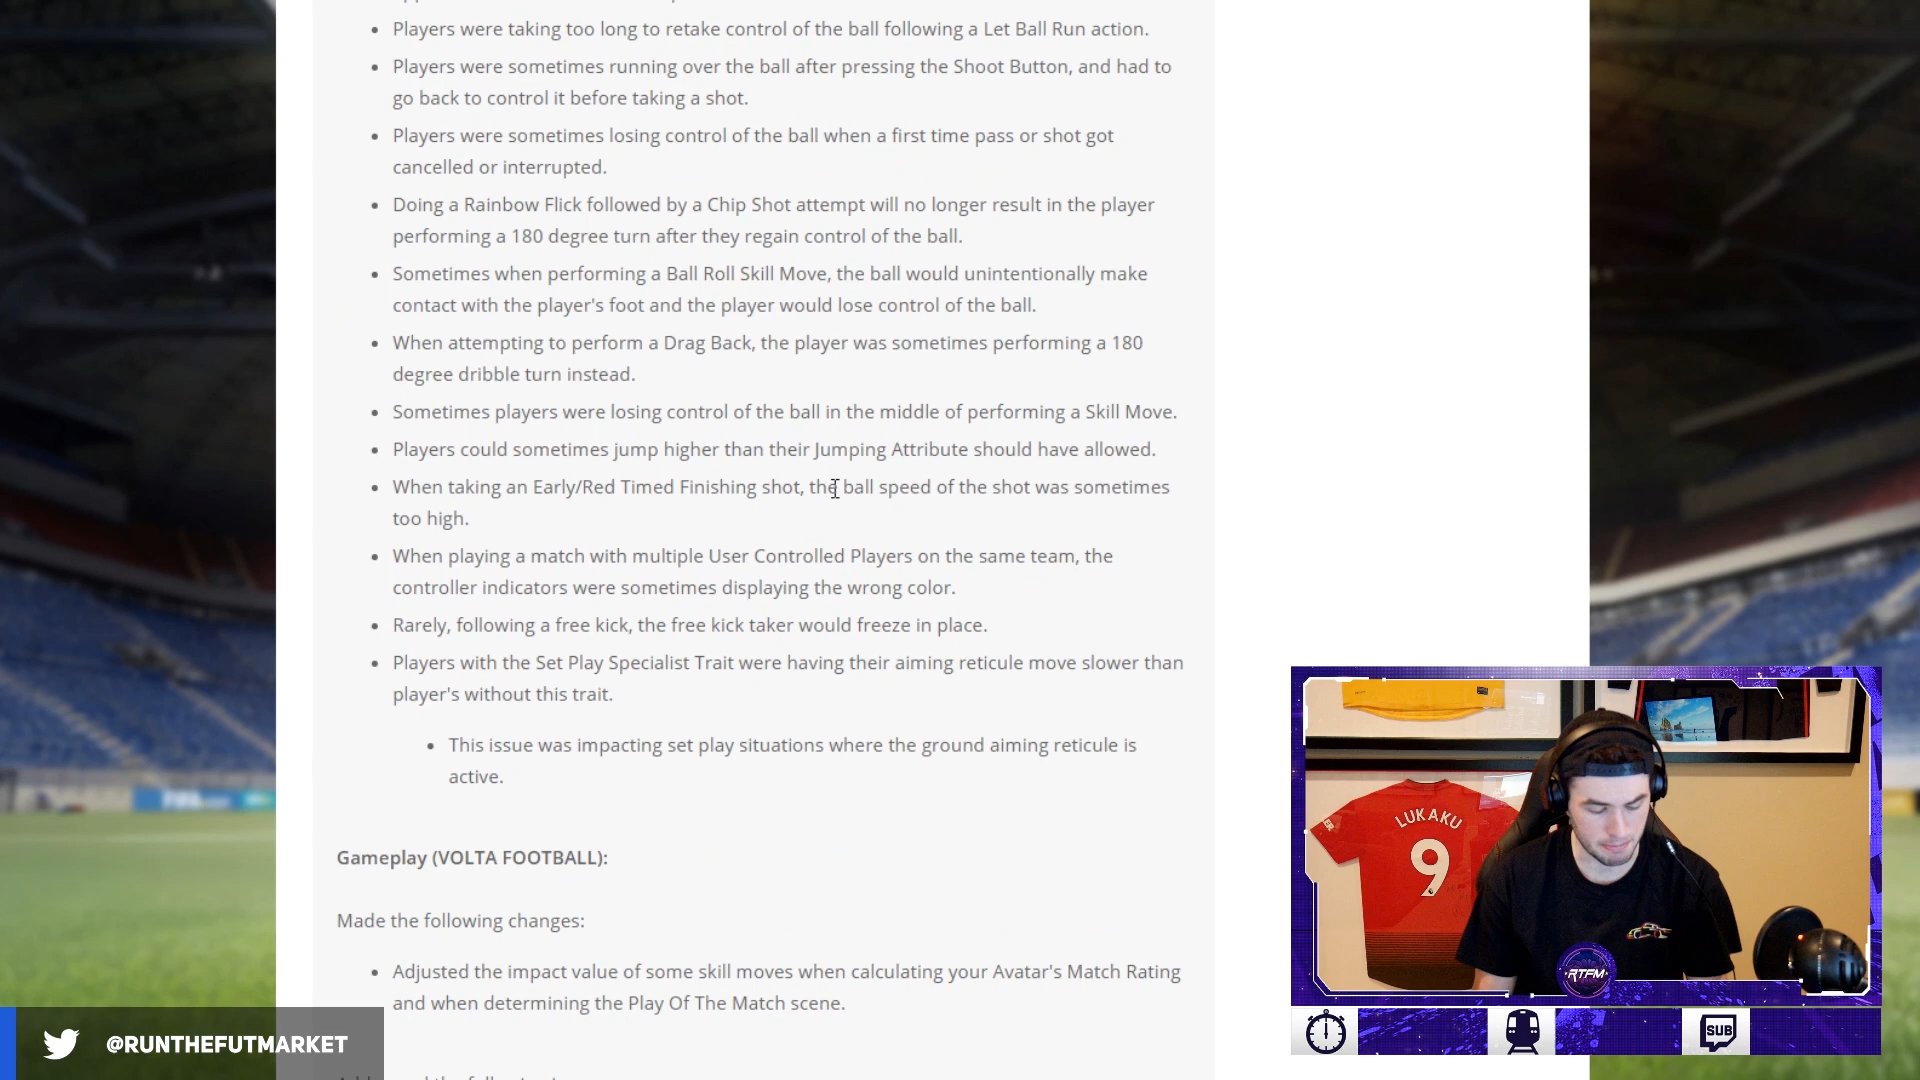 Players were taking too long to retake control of the ball following a Let Ball Run action.
Players were sometimes running over the ball after pressing the Shoot Button, and had to
go back to control it before taking a shot.
Players were sometimes losing control of the ball when a first time pass or shot got
cancelled or interrupted.
Doing a Rainbow Flick followed by a Chip Shot attempt will no longer result in the player
performing a 180 degree turn after they regain control of the ball.
Sometimes when performing a Ball Roll Skill Move, the ball would unintentionally make
contact with the player's foot and the player would lose control of the ball.
When attempting to perform a Drag Back, the player was sometimes performing a 180
degree dribble turn instead.
Sometimes players were losing control of the ball in the middle of performing a Skill Move.
Players could sometimes jump higher than their Jumping Attribute should have allowed.
When taking an Early/Red Timed Finishing shot, the ball speed of the shot was sometimes
too high.
When playing a match with multiple User Controlled Players on the same team, the
controller indicators were sometimes displaying the wrong color.
Rarely, following a free kick, the free kick taker would freeze in place.
Players with the Set Play Specialist Trait were having their aiming reticule move slower than
player's without this trait.
This issue was impacting set play situations where the ground aiming reticule is
active.
Gameplay (VOLTA FOOTBALL):
Made the following changes:
Adjusted the impact value of some skill moves when calculating your Avatar's Match Rating
and when determining the Play Of The Match scene.
LUKAKU
9
RTFM
SUB
@RUNTHEFUTMARKET